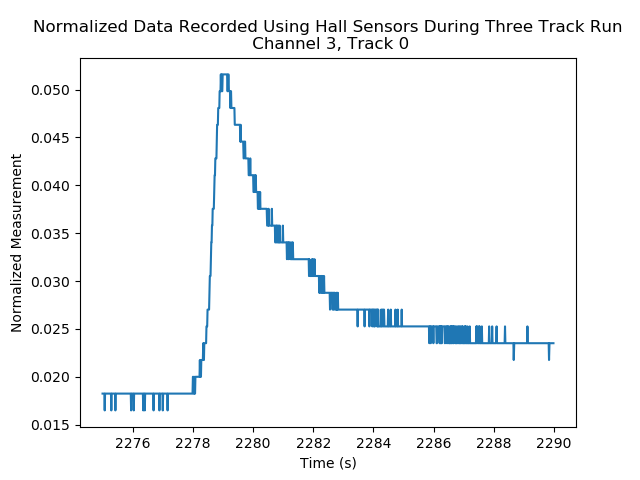 Normalized Data Recorded Using Hall Sensors During Three Track Run
Channel 3, Track 0
0.050
0.045
0.040
0.035
0.030
0.025
0.020
0.015
Normalized Measurement
2276 2278 2280 2282 2284 2286 2288 2290
Time (s)